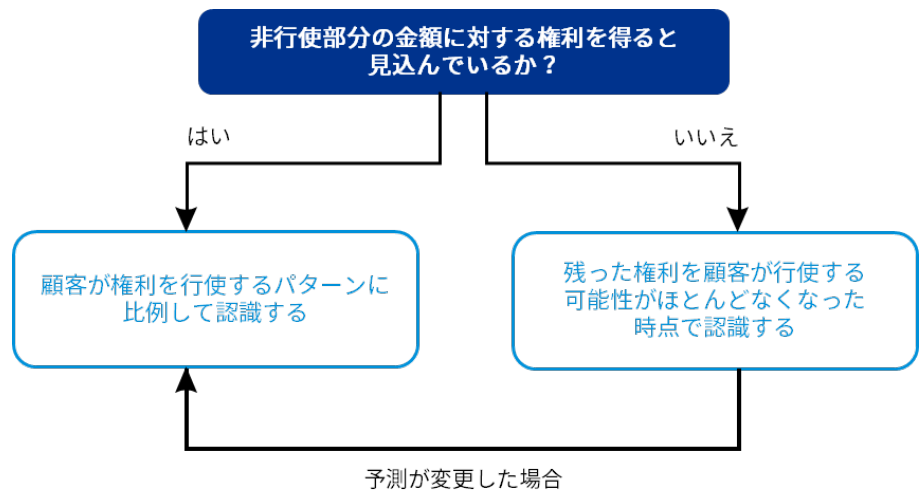 非行使部分の金額に対する権利を得ると
見込んでいるか？
はい
いいえ
顧客が権利を行使するパターンに
比例して認識する
残った権利を顧客が行使する
可能性がほとんどなくなった
時点で認識する
予測が変更した場合